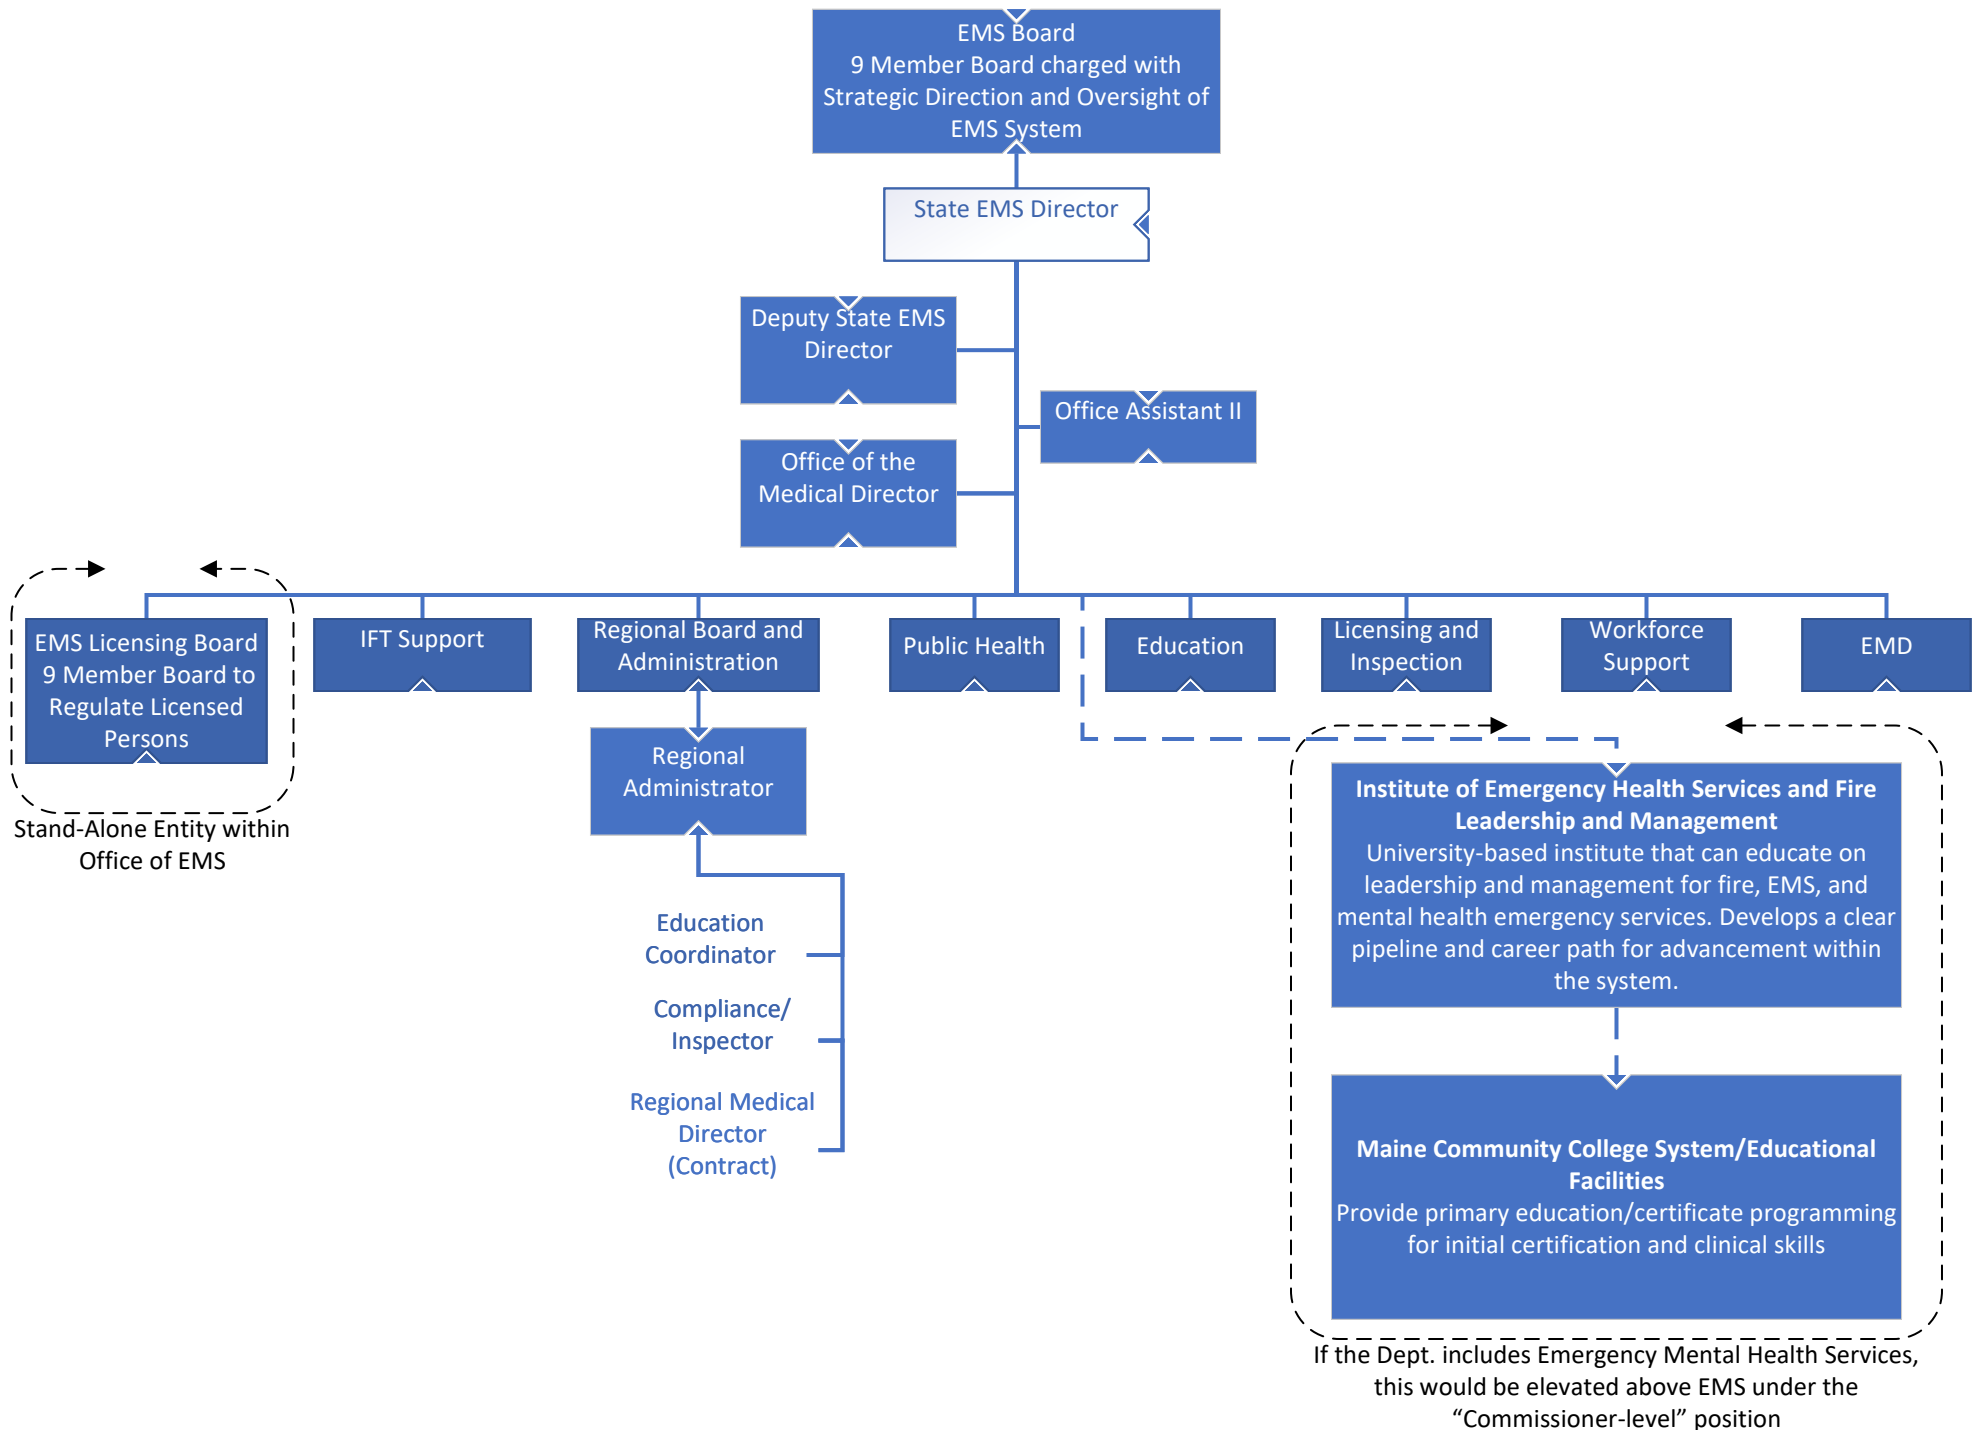 EMS Board
9 Member Board charged with
Strategic Direction and Oversight of
EMS System
State EMS Director
Deputy State EMS
Director
Office Assistant II
Office of the
Medical Director
EMS Licensing Board
9 Member Board to
Regulate Licensed
Persons
Stand-Alone Entity within
Office of EMS
IFT Support
Regional Board and
Administration
Public Health
Education
Licensing and
Inspection
Workforce
Support
EMD
Regional
Administrator
Education
Coordinator
Compliance/
Inspector
Regional Medical
Director
(Contract)
Institute of Emergency Health Services and Fire
Leadership and Management
University-based institute that can educate on
leadership and management for fire, EMS, and
mental health emergency services. Develops a clear
pipeline and career path for advancement within
the system.
Maine Community College System/Educational
Facilities
Provide primary education/certificate programming
for initial certification and clinical skills
If the Dept. includes Emergency Mental Health Services,
this would be elevated above EMS under the
“Commissioner-level” position